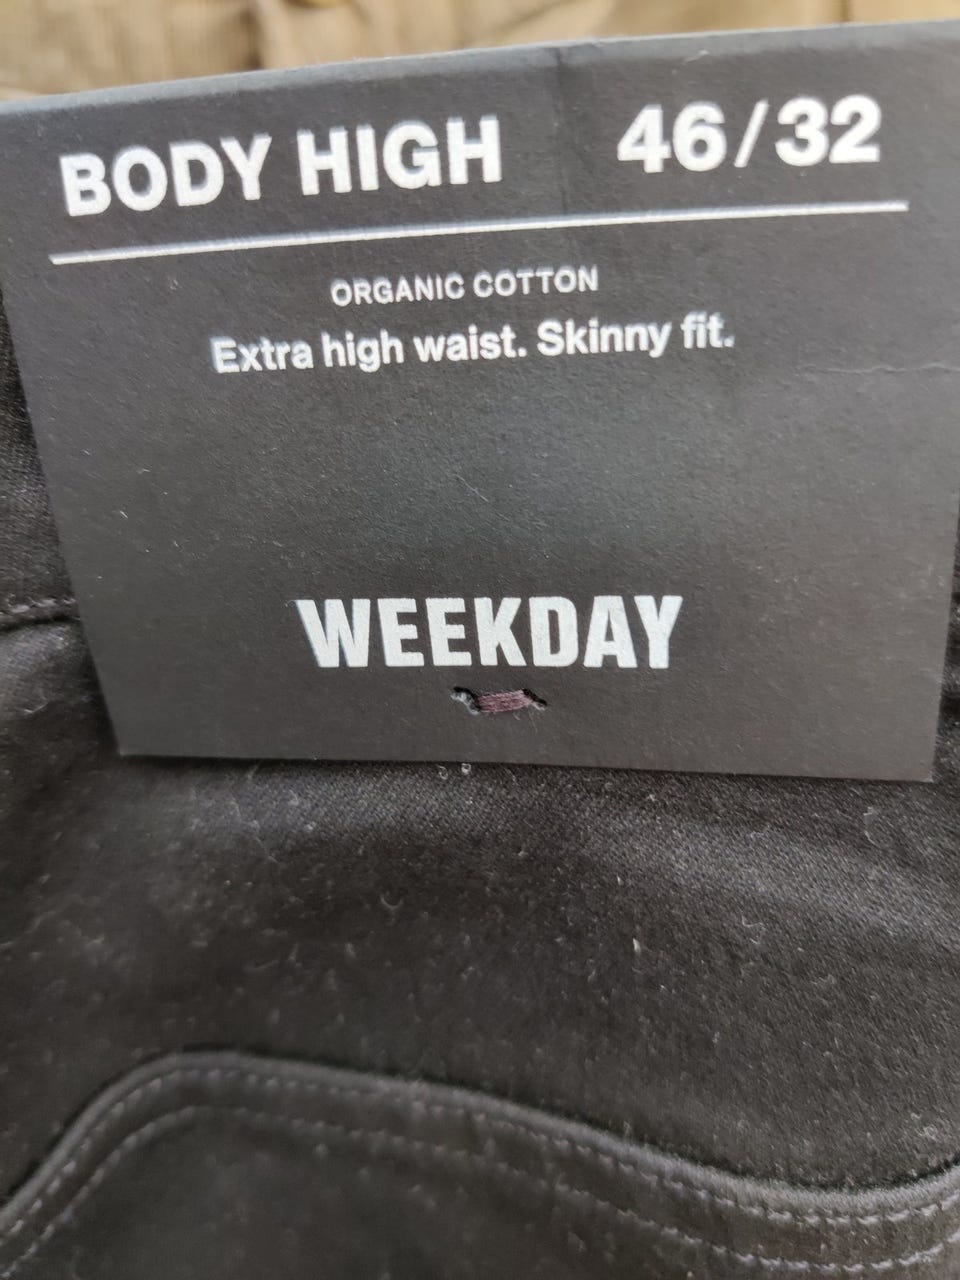 BODY HIGH 46/32
ORGANIC COTTON
Extra high waist. Skinny fit.
WEEKDAY